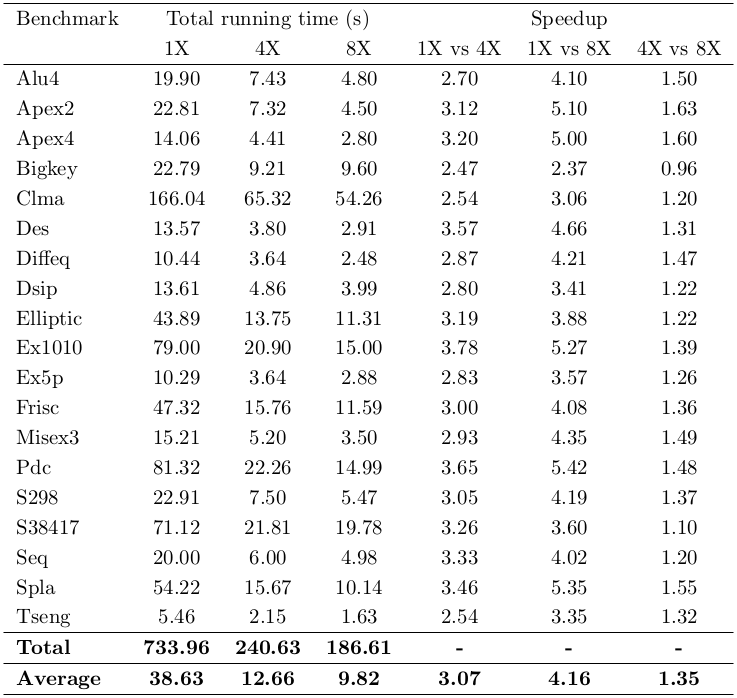 Benchmark Total running time (s) Speedup
1X 4X 8X 1X vs 4X 1X vs 8X 4X vs 8X
Alu4 19.90 7.43 4.80 2.70 4.10 1.50
Apex2 22.81 7.32 4.50 3.12 5.10 1.63
Apex4 14.06 4.41 2.80 3.20 5.00 1.60
Bigkey 22.79 9.21 9.60 2.47 2.37 0.96
Clma 166.04 65.32 54.26 2.54 3.06 1.20
Des 13.57 3.80 2.91 3.57 4.66 1.31
Diffeq 10.44 3.64 2.48 2.87 4.21 1.47
Dsip 13.61 4.86 3.99 2.80 3.41 1.22
Elliptic 43.89 13.75 11.31 3.19 3.88 1.22
Ex1010 79.00 20.90 15.00 3.78 5.27 1.39
Ex5p 10.29 3.64 2.88 2.83 3.57 1.26
Frisc 47.32 15.76 11.59 3.00 4.08 1.36
Misex3 15.21 5.20 3.50 2.93 4.35 1.49
Pdc 81.32 22.26 14.99 3.65 5.42 1.48
S298 22.91 7.50 5.47 3.05 4.19 1.37
S38417 71.12 21.81 19.78 3.26 3.60 1.10
Seq 20.00 6.00 4.98 3.33 4.02 1.20
Spla 54.22 15.67 10.14 3.46 5.35 1.55
Tseng 5.46 2.15 1.63 2.54 3.35 1.32
Total 733.96 240.63 186.61 - - -
Average 38.63 12.66 9.82 3.07 4.16 1.35